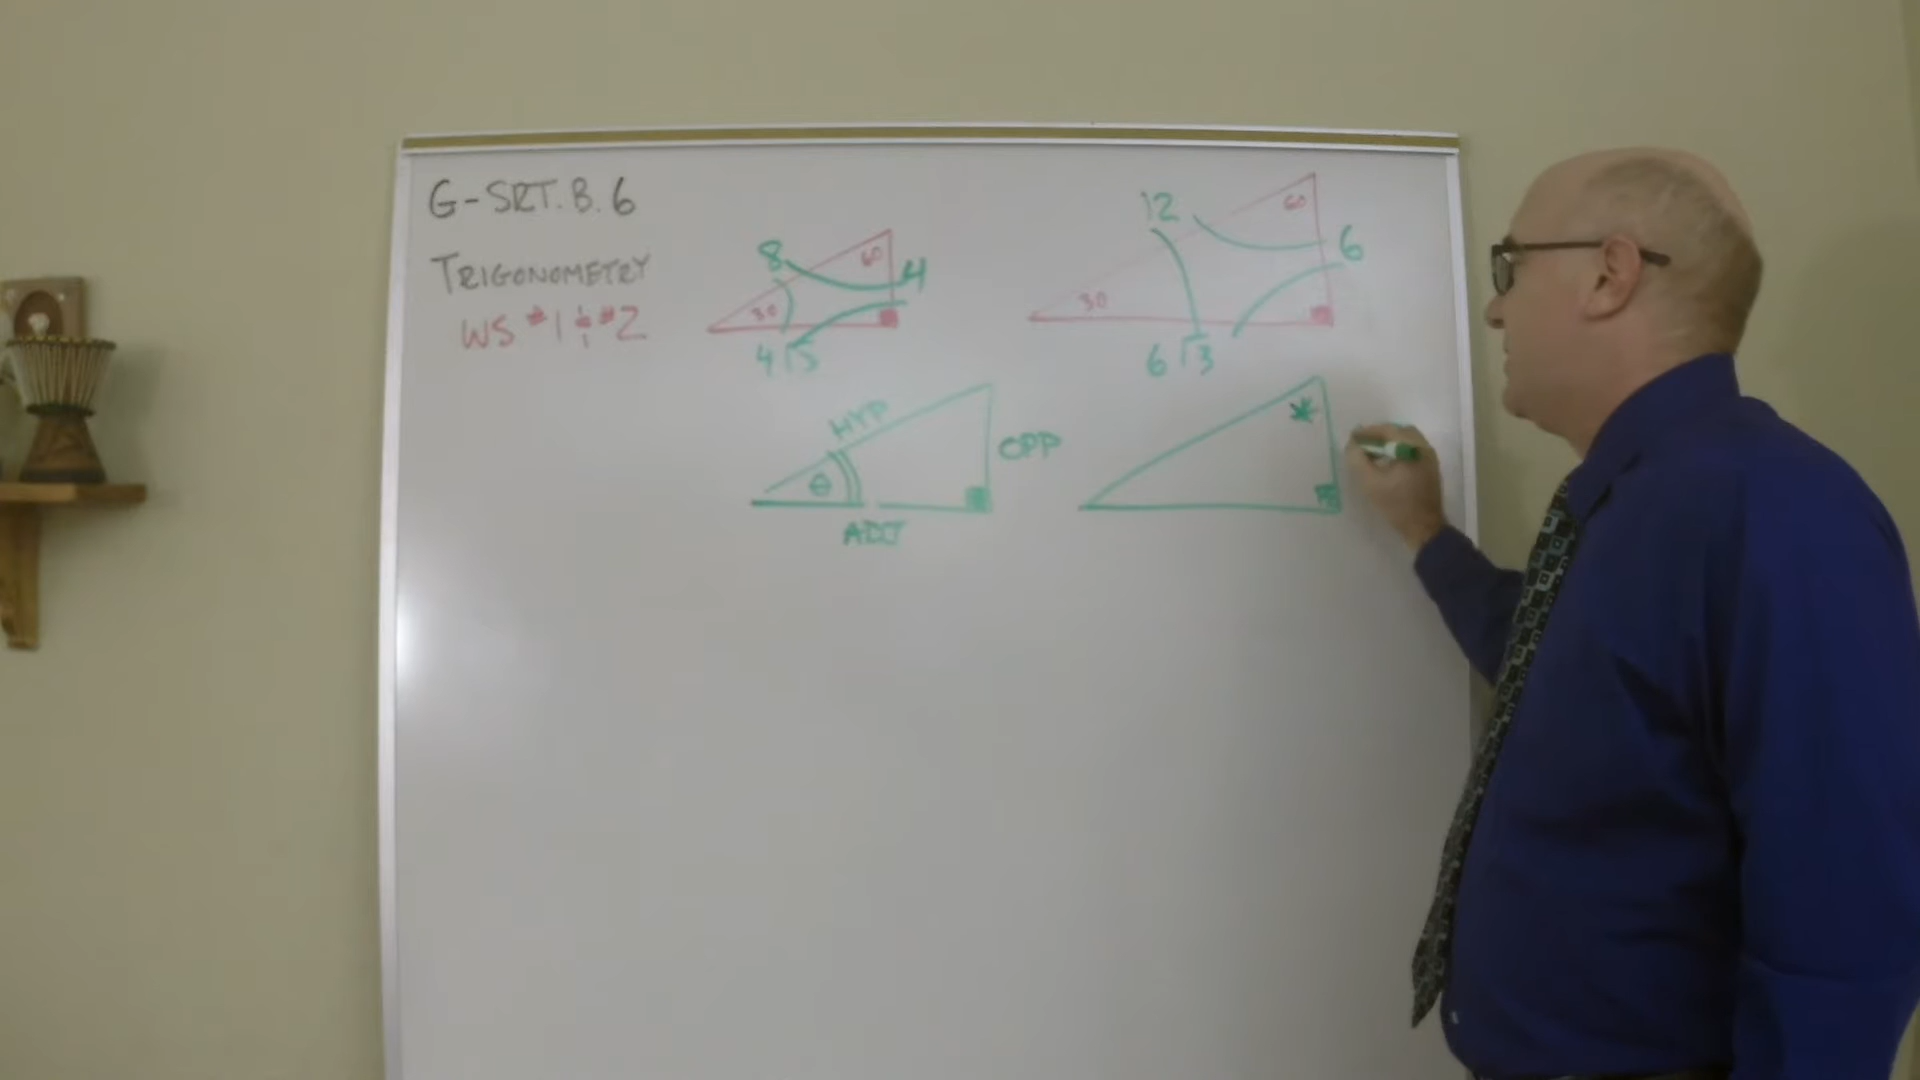 G-SRT.B.6
TRIGONOMETRY
WS #1 & #2
8
60
4
30
4√3
12
60
6
30
6√3
HYP
θ
OPP
ADJ
*